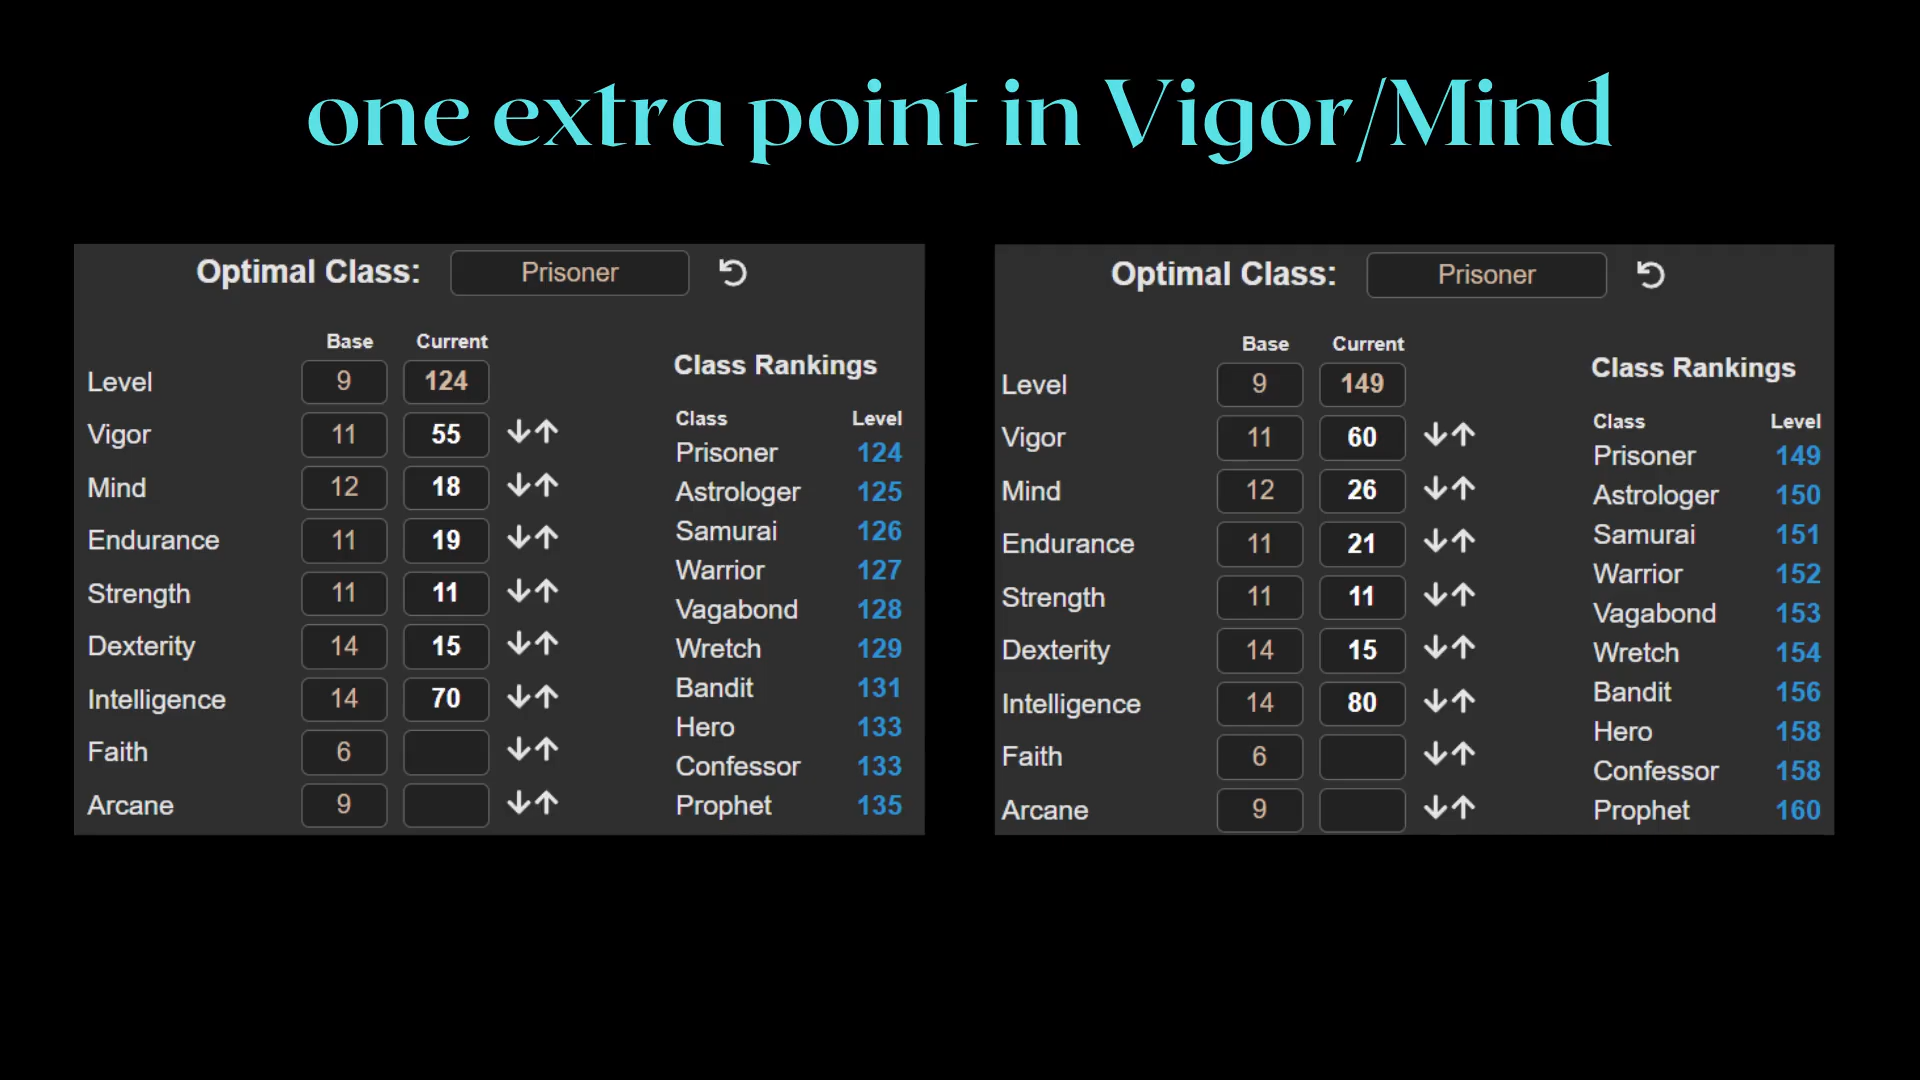 one extra point in Vigor/Mind
Optimal Class: Prisoner
Base Current
Level 9 124
Vigor 11 55
Mind 12 18
Endurance 11 19
Strength 11 11
Dexterity 14 15
Intelligence 14 70
Faith 6
Arcane 9
Class Rankings
Class Level
Prisoner 124
Astrologer 125
Samurai 126
Warrior 127
Vagabond 128
Wretch 129
Bandit 131
Hero 133
Confessor 133
Prophet 135
Optimal Class: Prisoner
Base Current
Level 9 149
Vigor 11 60
Mind 12 26
Endurance 11 21
Strength 11 11
Dexterity 14 15
Intelligence 14 80
Faith 6
Arcane 9
Class Rankings
Class Level
Prisoner 149
Astrologer 150
Samurai 151
Warrior 152
Vagabond 153
Wretch 154
Bandit 156
Hero 158
Confessor 158
Prophet 160